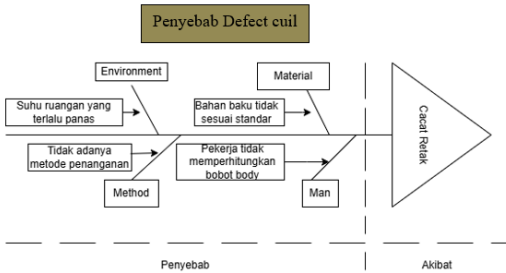 Penyebab Defect cuil
Environment
Material
Suhu ruangan yang
terlalu panas
Bahan baku tidak
sesuai standar
Cacat Retak
Tidak adanya
metode penanganan
Pekerja tidak
memperhitungkan
bobot body
Method
Man
Penyebab
Akibat